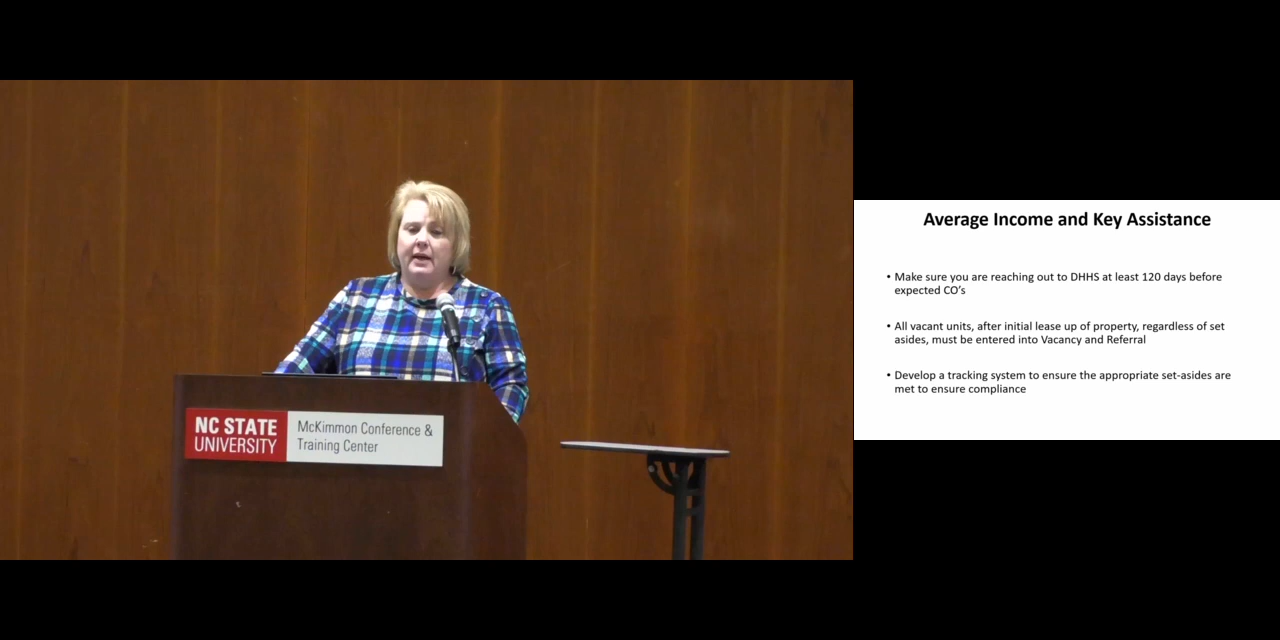 NC STATE
UNIVERSITY
McKimmon Conference &
Training Center
Average Income and Key Assistance
• Make sure you are reaching out to DHHS at least 120 days before
expected CO's
• All vacant units, after initial lease up of property, regardless of set
asides, must be entered into Vacancy and Referral
• Develop a tracking system to ensure the appropriate set-asides are
met to ensure compliance